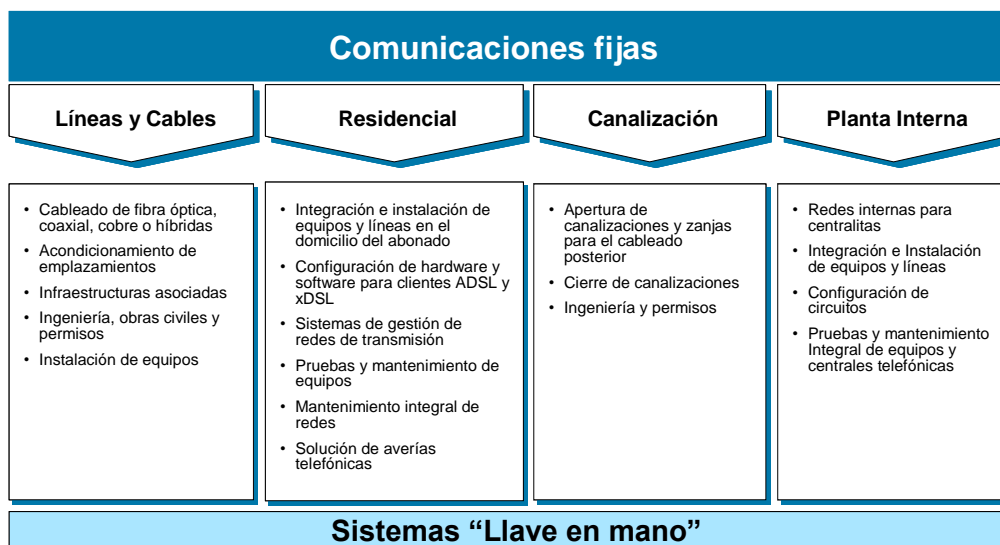 Comunicaciones fijas
Líneas y Cables
Residencial
Canalización
Planta Interna
• Cableado de fibra óptica,
coaxial, cobre o híbridas
• Acondicionamiento de
emplazamientos
• Infraestructuras asociadas
• Ingeniería, obras civiles y
permisos
• Instalación de equipos
• Integración e instalación de
equipos y líneas en el
domicilio del abonado
• Configuración de hardware y
software para clientes ADSL y
xDSL
• Sistemas de gestión de
redes de transmisión
• Pruebas y mantenimiento de
equipos
• Mantenimiento integral de
redes
• Solución de averías
telefónicas
• Apertura de
canalizaciones y zanjas
para el cableado
posterior
• Cierre de canalizaciones
• Ingeniería y permisos
• Redes internas para
centralitas
• Integración e Instalación
de equipos y líneas
• Configuración de
circuitos
• Pruebas y mantenimiento
Integral de equipos y
centrales telefónicas
Sistemas “Llave en mano”